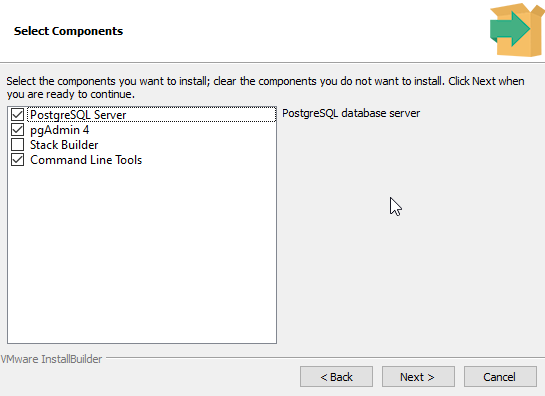 Select Components
Select the components you want to install; clear the components you do not want to install. Click Next when
you are ready to continue.
PostgreSQL Server
PostgreSQL database server
pgAdmin 4
Stack Builder
Command Line Tools
VMware InstallBuilder
< Back
Next >
Cancel